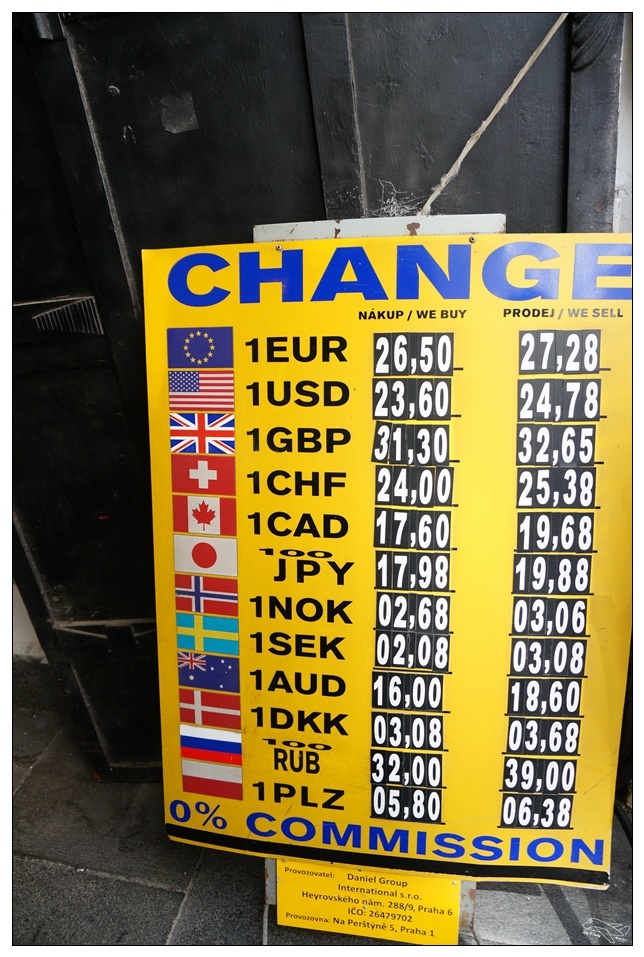 CHANGE
NÁKUP / WE BUY PRODEJ / WE SELL
1EUR 26,50 27,28
1USD 23,60 24,78
1GBP 31,30 32,65
1CHF 24,00 25,38
1CAD 17,60 19,68
100 JPY 17,98 19,88
1NOK 02,68 03,06
1SEK 02,08 03,08
1AUD 16,00 18,60
1DKK 03,08 03,68
100 RUB 32,00 39,00
1PLZ 05,80 06,38
0% COMMISSION
Provozovatel: Daniel Group
International s.r.o.
Heyrovského nám. 288/9, Praha 6
IČO: 26479702
Provozovna: Na Perštýně 5, Praha 1